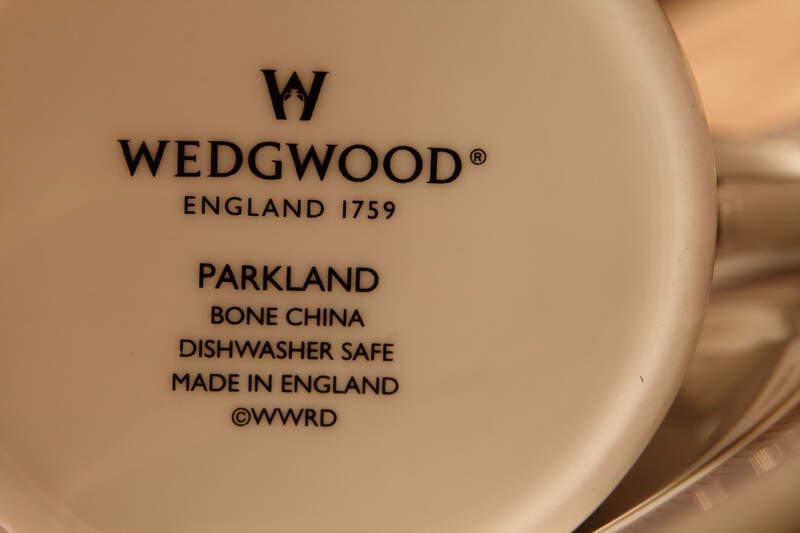 W
WEDGWOOD®
ENGLAND 1759
PARKLAND
BONE CHINA
DISHWASHER SAFE
MADE IN ENGLAND
©WWRD